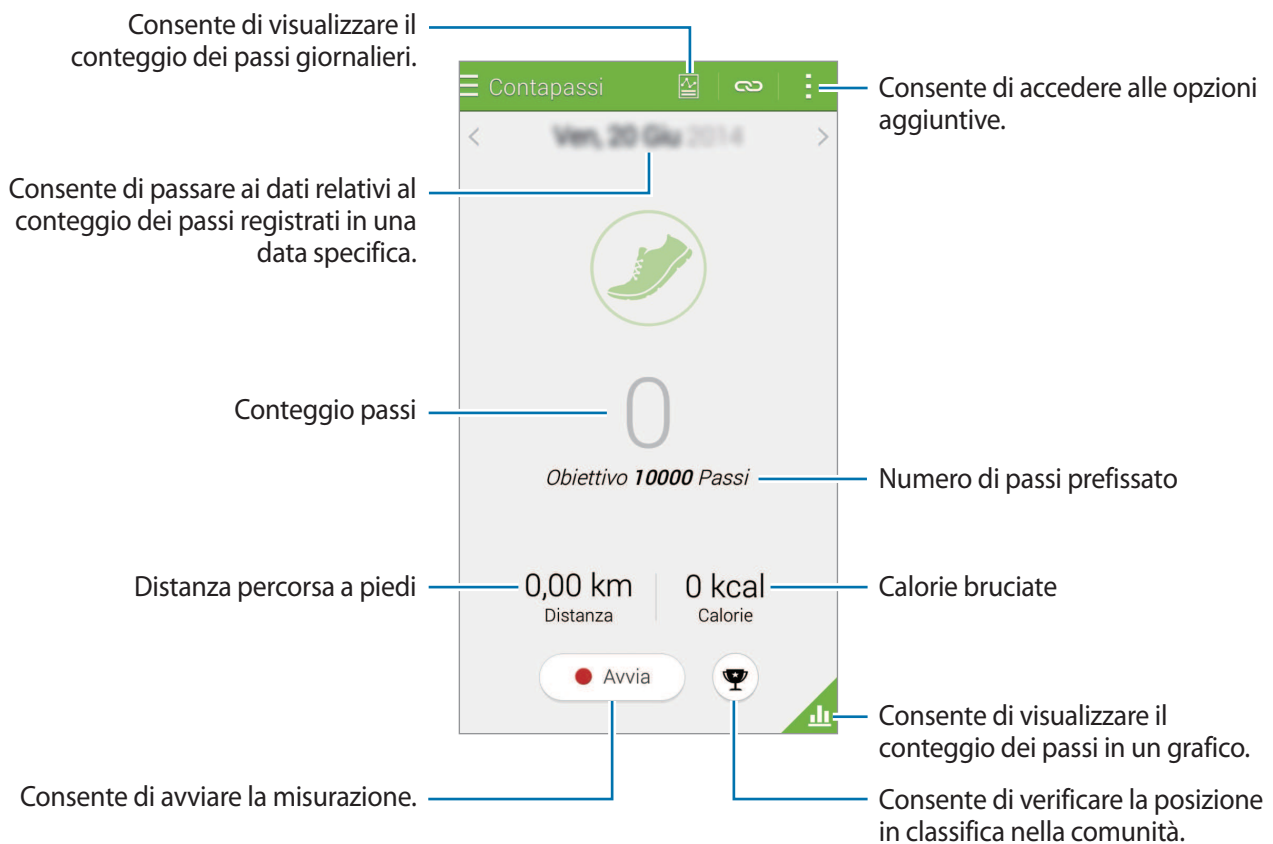 Consente di visualizzare il
conteggio dei passi giornalieri.
Contapassi
Consente di accedere alle opzioni
aggiuntive.
Ven, 20 Giu 2014
Consente di passare ai dati relativi al
conteggio dei passi registrati in una
data specifica.
Conteggio passi
0
Obiettivo 10000 Passi
Numero di passi prefissato
Distanza percorsa a piedi
0,00 km
Distanza
0 kcal
Calorie
Calorie bruciate
Avvia
Consente di visualizzare il
conteggio dei passi in un grafico.
Consente di avviare la misurazione.
Consente di verificare la posizione
in classifica nella comunità.